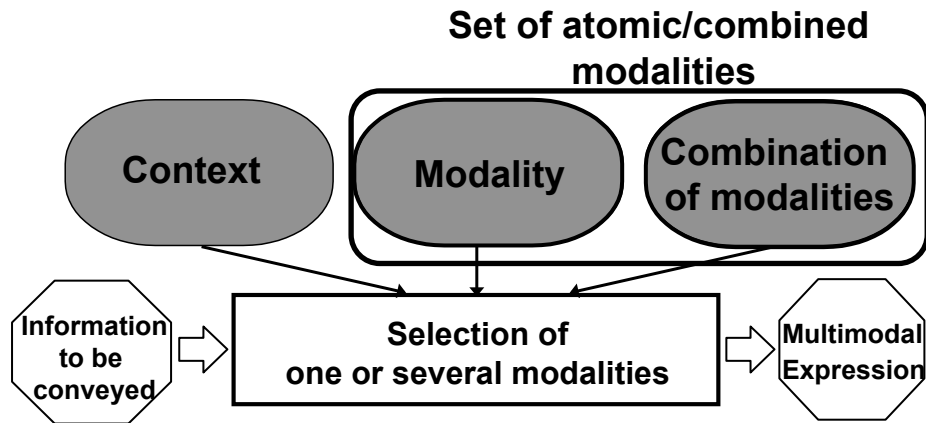 Set of atomic/combined
modalities
Context
Modality
Combination
of modalities
Information
to be
conveyed
Selection of
one or several modalities
Multimodal
Expression